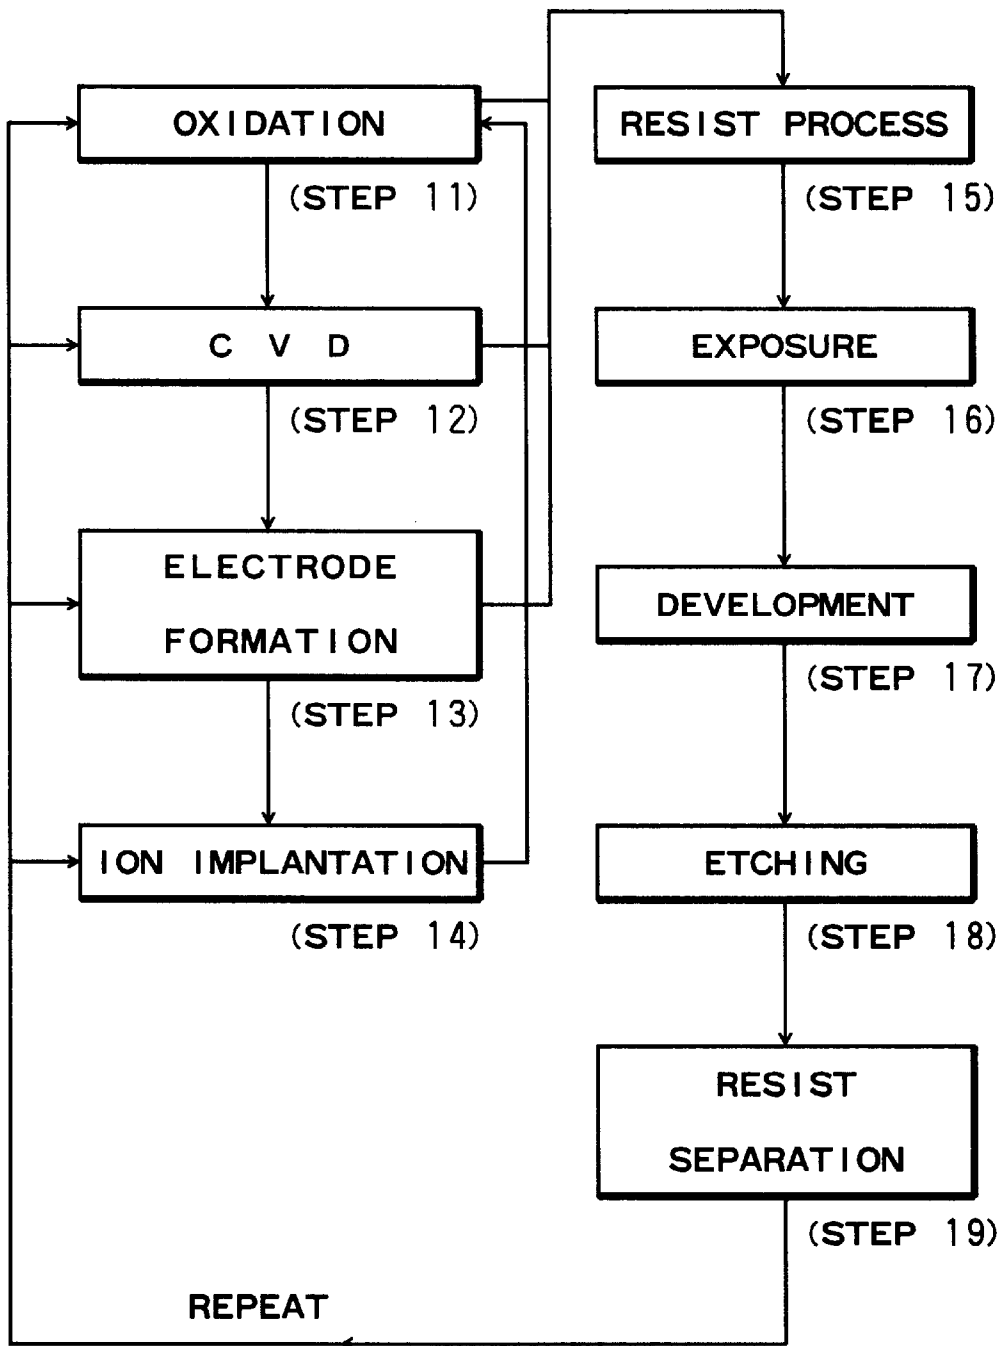 OXIDATION
(STEP 11)
C V D
(STEP 12)
ELECTRODE
FORMATION
(STEP 13)
ION IMPLANTATION
(STEP 14)
RESIST PROCESS
(STEP 15)
EXPOSURE
(STEP 16)
DEVELOPMENT
(STEP 17)
ETCHING
(STEP 18)
RESIST
SEPARATION
(STEP 19)
REPEAT